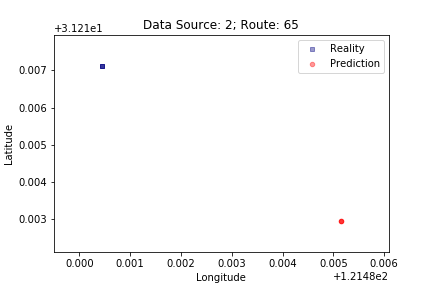 Data Source: 2; Route: 65
+3.121e1
Reality
Prediction
0.007
0.006
0.005
0.004
0.003
Latitude
0.000 0.001 0.002 0.003 0.004 0.005 0.006
Longitude
+1.2148e2